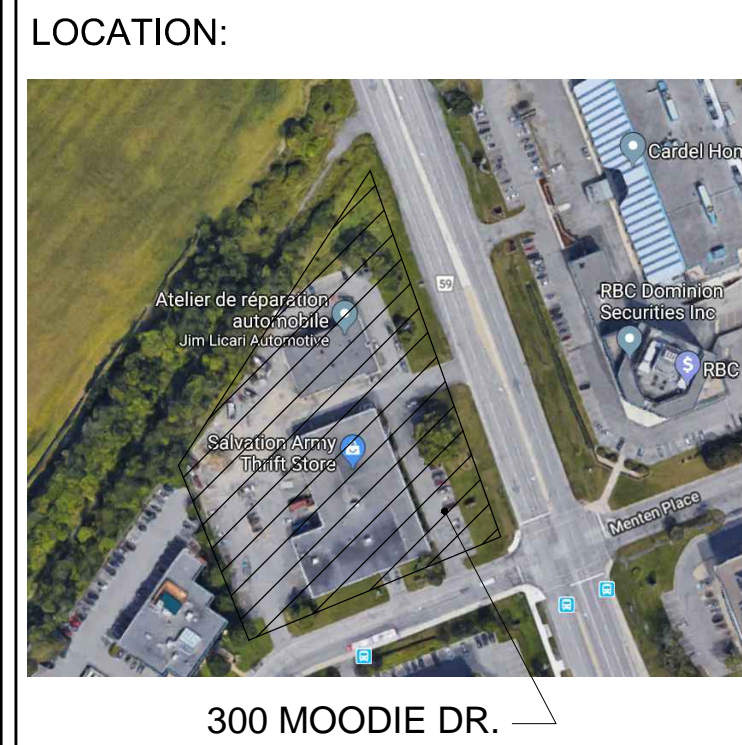 LOCATION:
Cardel Hom
59
Atelier de réparation
automobile
Jim Licari Automotive
RBC Dominion
Securities Inc
$
RBC
Salvation Army
Thrift Store
Menten Place
300 MOODIE DR.